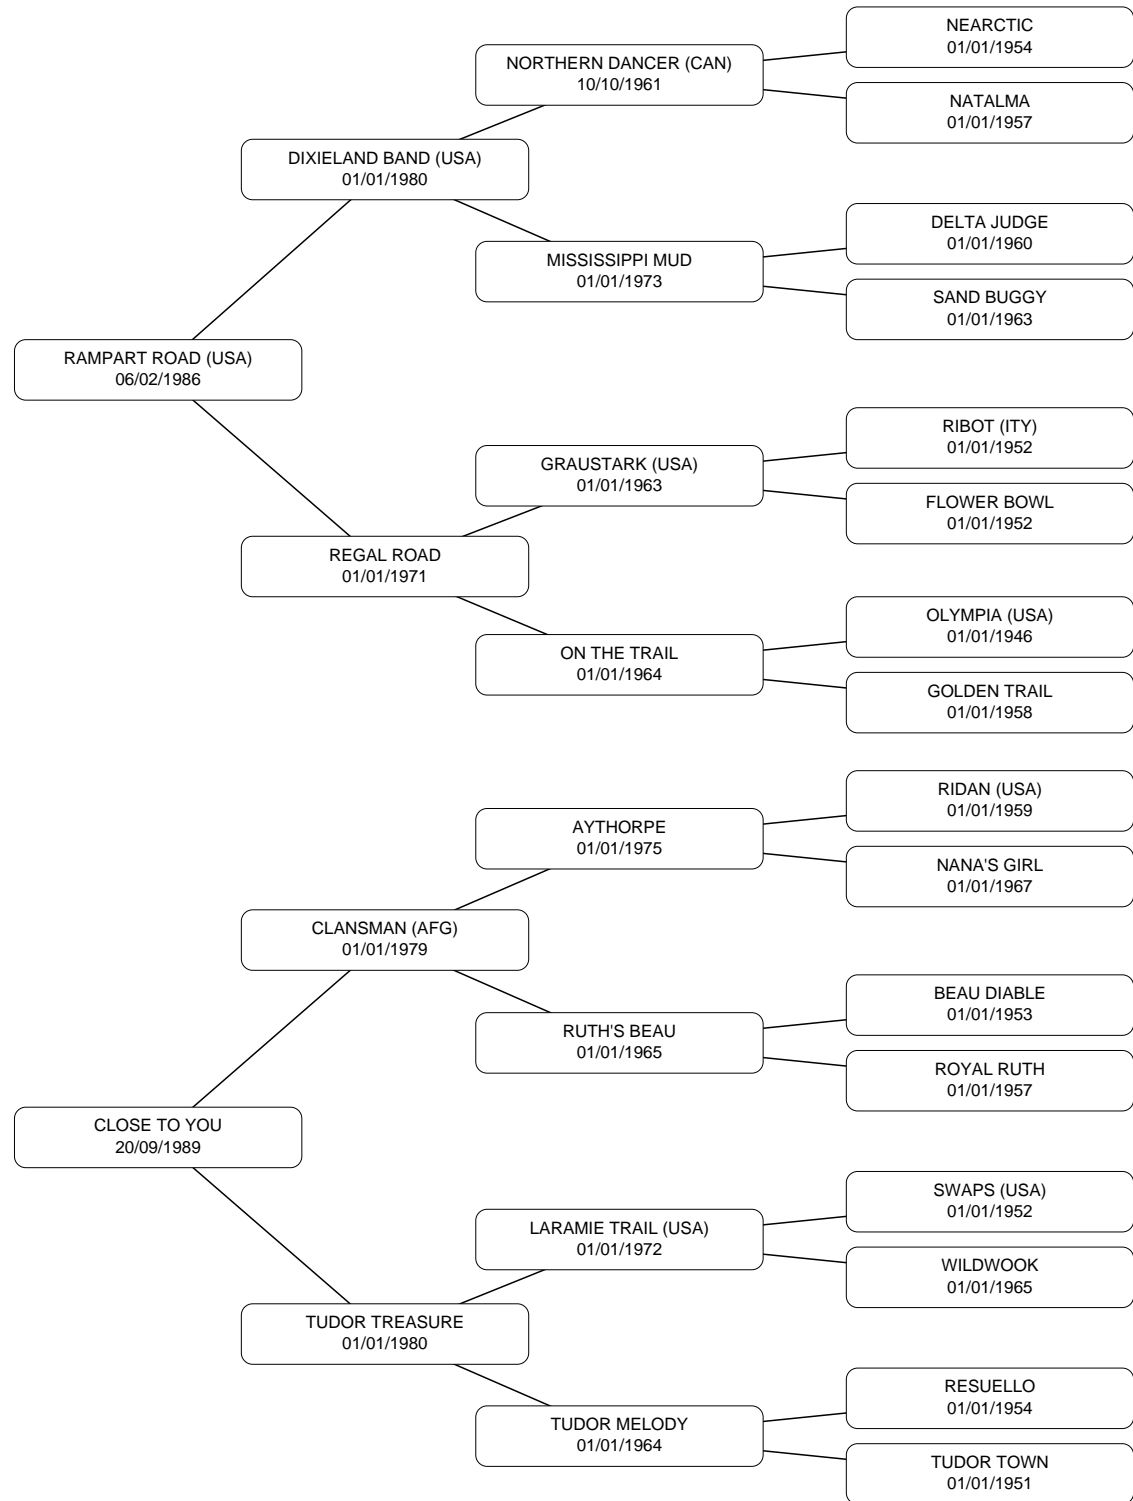 NEARCTIC
01/01/1954
NORTHERN DANCER (CAN)
10/10/1961
NATALMA
01/01/1957
DIXIELAND BAND (USA)
01/01/1980
DELTA JUDGE
01/01/1960
MISSISSIPPI MUD
01/01/1973
SAND BUGGY
01/01/1963
RAMPART ROAD (USA)
06/02/1986
RIBOT (ITY)
01/01/1952
GRAUSTARK (USA)
01/01/1963
FLOWER BOWL
01/01/1952
REGAL ROAD
01/01/1971
OLYMPIA (USA)
01/01/1946
ON THE TRAIL
01/01/1964
GOLDEN TRAIL
01/01/1958
RIDAN (USA)
01/01/1959
AYTHORPE
01/01/1975
NANA'S GIRL
01/01/1967
CLANSMAN (AFG)
01/01/1979
BEAU DIABLE
01/01/1953
RUTH'S BEAU
01/01/1965
ROYAL RUTH
01/01/1957
CLOSE TO YOU
20/09/1989
SWAPS (USA)
01/01/1952
LARAMIE TRAIL (USA)
01/01/1972
WILDWOOK
01/01/1965
TUDOR TREASURE
01/01/1980
RESUELLO
01/01/1954
TUDOR MELODY
01/01/1964
TUDOR TOWN
01/01/1951